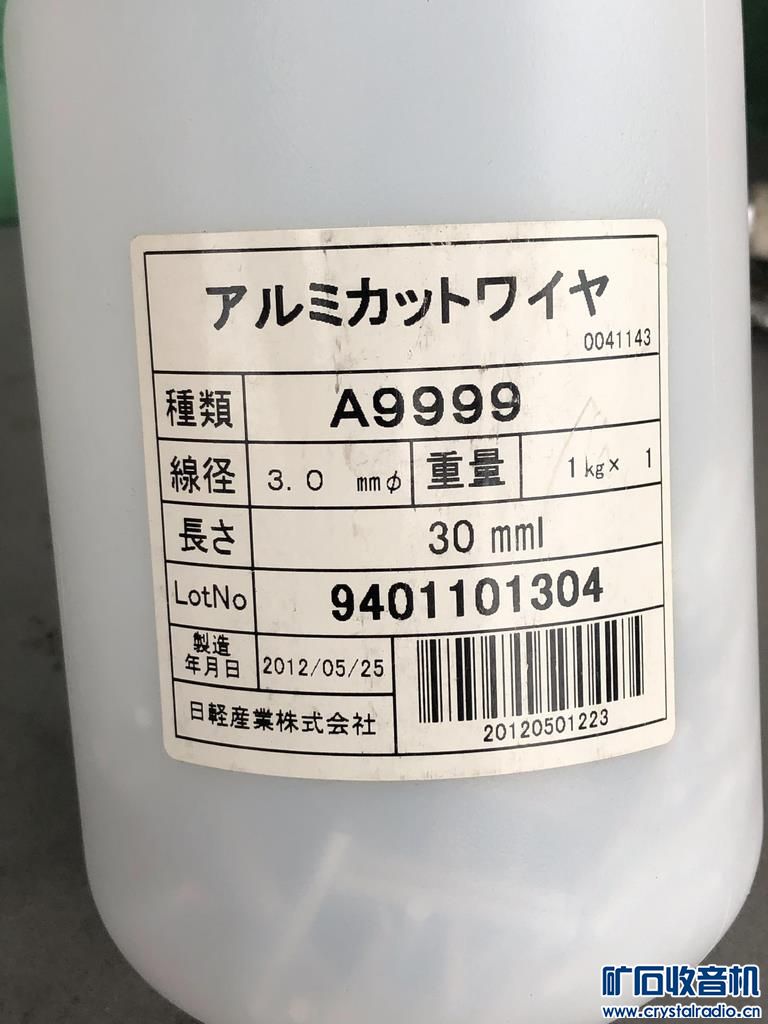 アルミカットワイヤ
0041143
種類 A9999
線径 3.0 mmφ 重量 1kg× 1
長さ 30 mml
LotNo 9401101304
製造
年月日 2012/05/25
日軽産業株式会社
20120501223
矿石收音机
www.crystalradio.cn